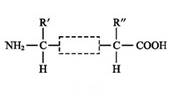 R′ R″
NH₂—C— —C—COOH
H H